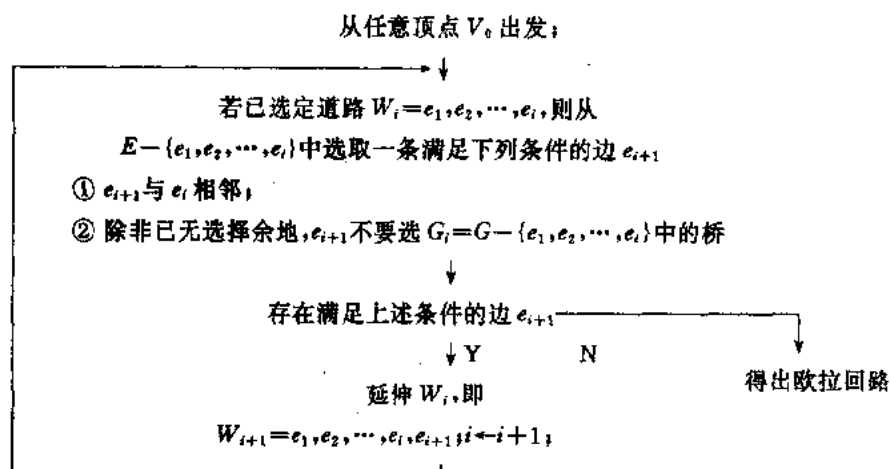 从任意顶点 V₀ 出发；
若已选定道路 Wᵢ=e₁,e₂,⋯,eᵢ,则从
E−{e₁,e₂,⋯,eᵢ}中选取一条满足下列条件的边 eᵢ₊₁
① eᵢ₊₁与 eᵢ 相邻；
② 除非已无选择余地,eᵢ₊₁不要选 Gᵢ=G−{e₁,e₂,⋯,eᵢ}中的桥
存在满足上述条件的边 eᵢ₊₁
Y N
得出欧拉回路
延伸 Wᵢ,即
Wᵢ₊₁=e₁,e₂,⋯,eᵢ,eᵢ₊₁;i←i+1;